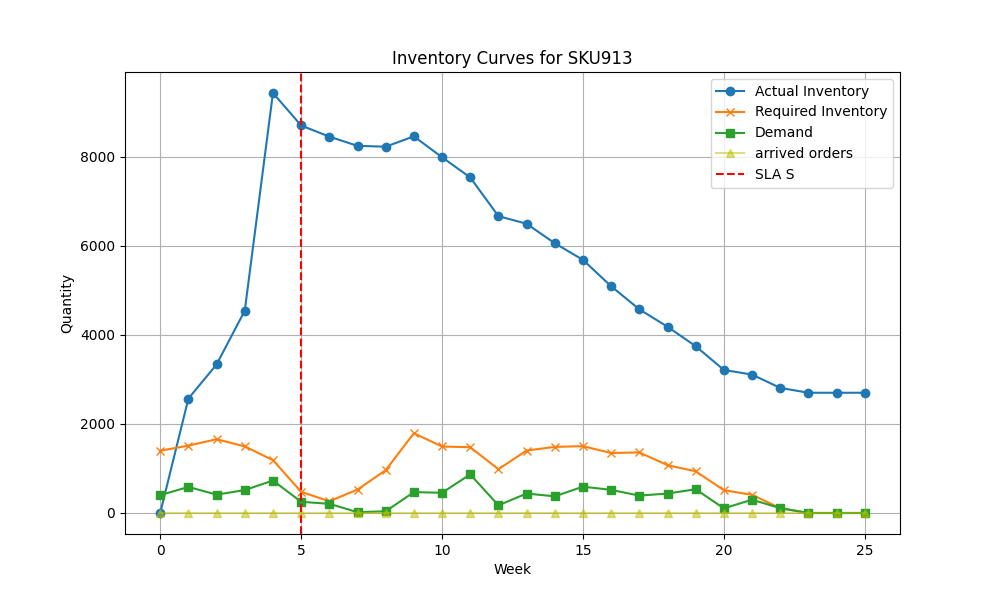 Inventory Curves for SKU913
Actual Inventory
Required Inventory
Demand
arrived orders
SLA S
Quantity
8000
6000
4000
2000
0
0 5 10 15 20 25
Week